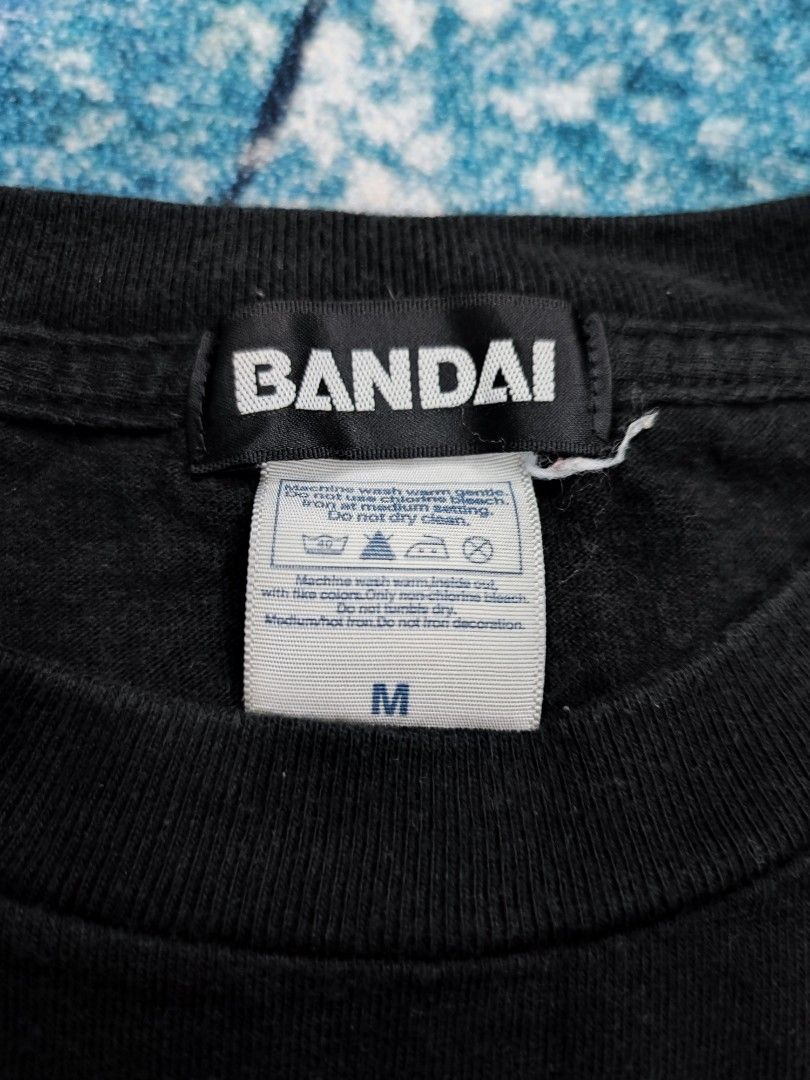 BANDAI
Machine wash warm gentle.
Do not use chlorine bleach.
Iron at medium setting
Do not dry clean.
40
Machine wash warm,inside out,
with like colors.Only non-chlorine bleach.
Do not tumble dry.
Medium/hot iron.Do not iron decoration.
M